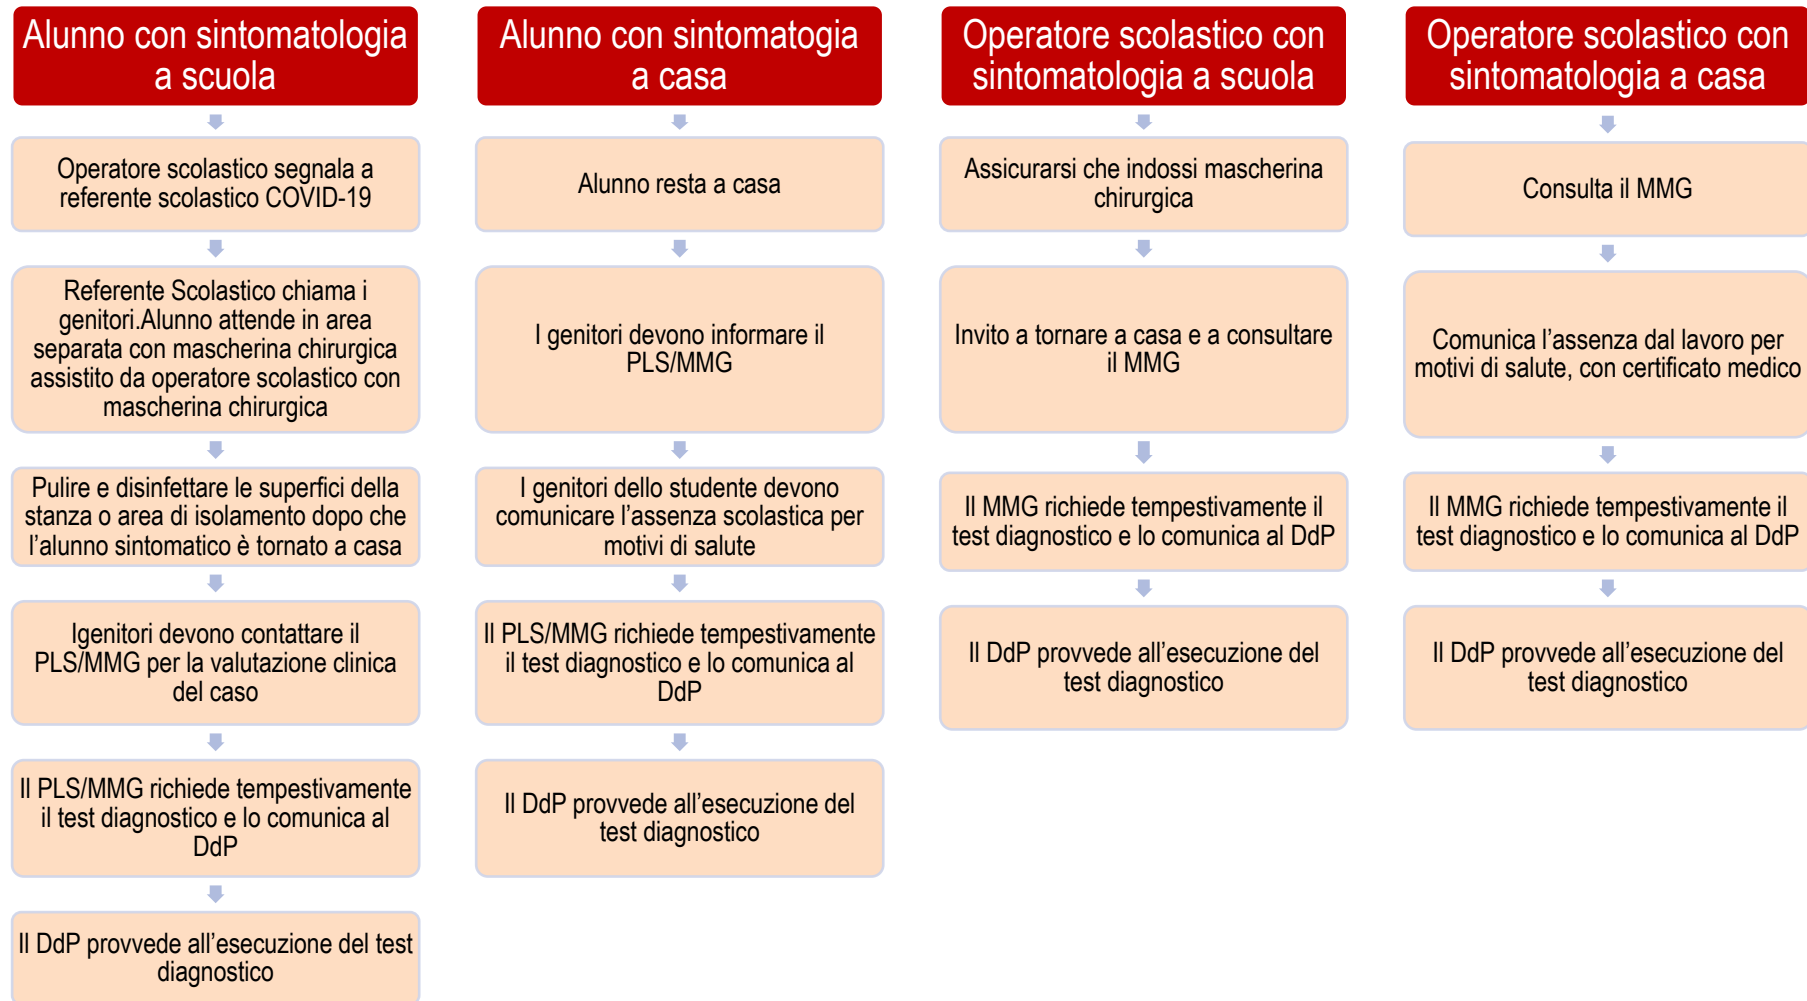 Alunno con sintomatologia
a scuola
Operatore scolastico segnala a
referente scolastico COVID-19
Referente Scolastico chiama i
genitori.Alunno attende in area
separata con mascherina chirurgica
assistito da operatore scolastico con
mascherina chirurgica
Pulire e disinfettare le superfici della
stanza o area di isolamento dopo che
l’alunno sintomatico è tornato a casa
Igenitori devono contattare il
PLS/MMG per la valutazione clinica
del caso
Il PLS/MMG richiede tempestivamente
il test diagnostico e lo comunica al
DdP
Il DdP provvede all’esecuzione del test
diagnostico
Alunno con sintomatogia
a casa
Alunno resta a casa
I genitori devono informare il
PLS/MMG
I genitori dello studente devono
comunicare l’assenza scolastica per
motivi di salute
Il PLS/MMG richiede tempestivamente
il test diagnostico e lo comunica al
DdP
Il DdP provvede all’esecuzione del
test diagnostico
Operatore scolastico con
sintomatologia a scuola
Assicurarsi che indossi mascherina
chirurgica
Invito a tornare a casa e a consultare
il MMG
Il MMG richiede tempestivamente il
test diagnostico e lo comunica al DdP
Il DdP provvede all’esecuzione del
test diagnostico
Operatore scolastico con
sintomatologia a casa
Consulta il MMG
Comunica l’assenza dal lavoro per
motivi di salute, con certificato medico
Il MMG richiede tempestivamente il
test diagnostico e lo comunica al DdP
Il DdP provvede all’esecuzione del
test diagnostico